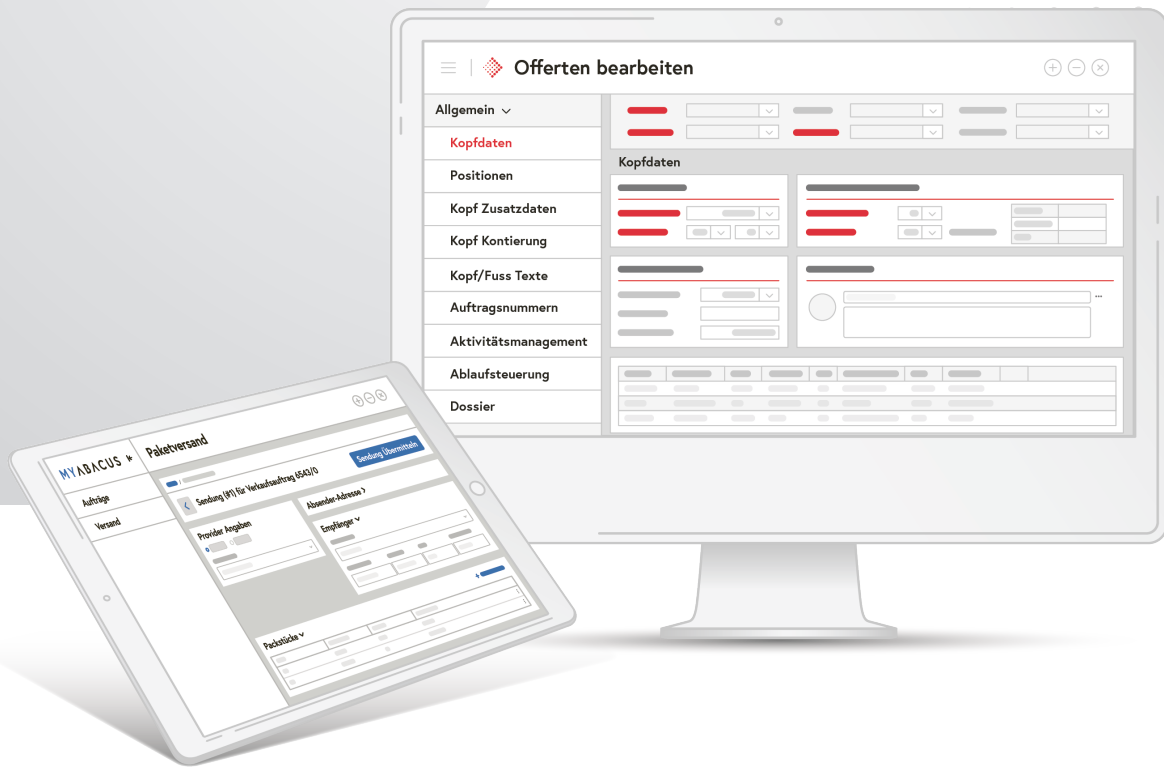 Offerten bearbeiten
Allgemein
Kopfdaten
Positionen
Kopf Zusatzdaten
Kopf Kontierung
Kopf/Fuss Texte
Auftragsnummern
Aktivitätsmanagement
Ablaufsteuerung
Dossier
Kopfdaten
MYABACUS
Aufträge
Versand
Paketversand
Sendung (#1) für Verkaufsauftrag 6543/0
Sendung Übermitteln
Provider Angaben
Absender-Adresse
Empfänger
Packstücke